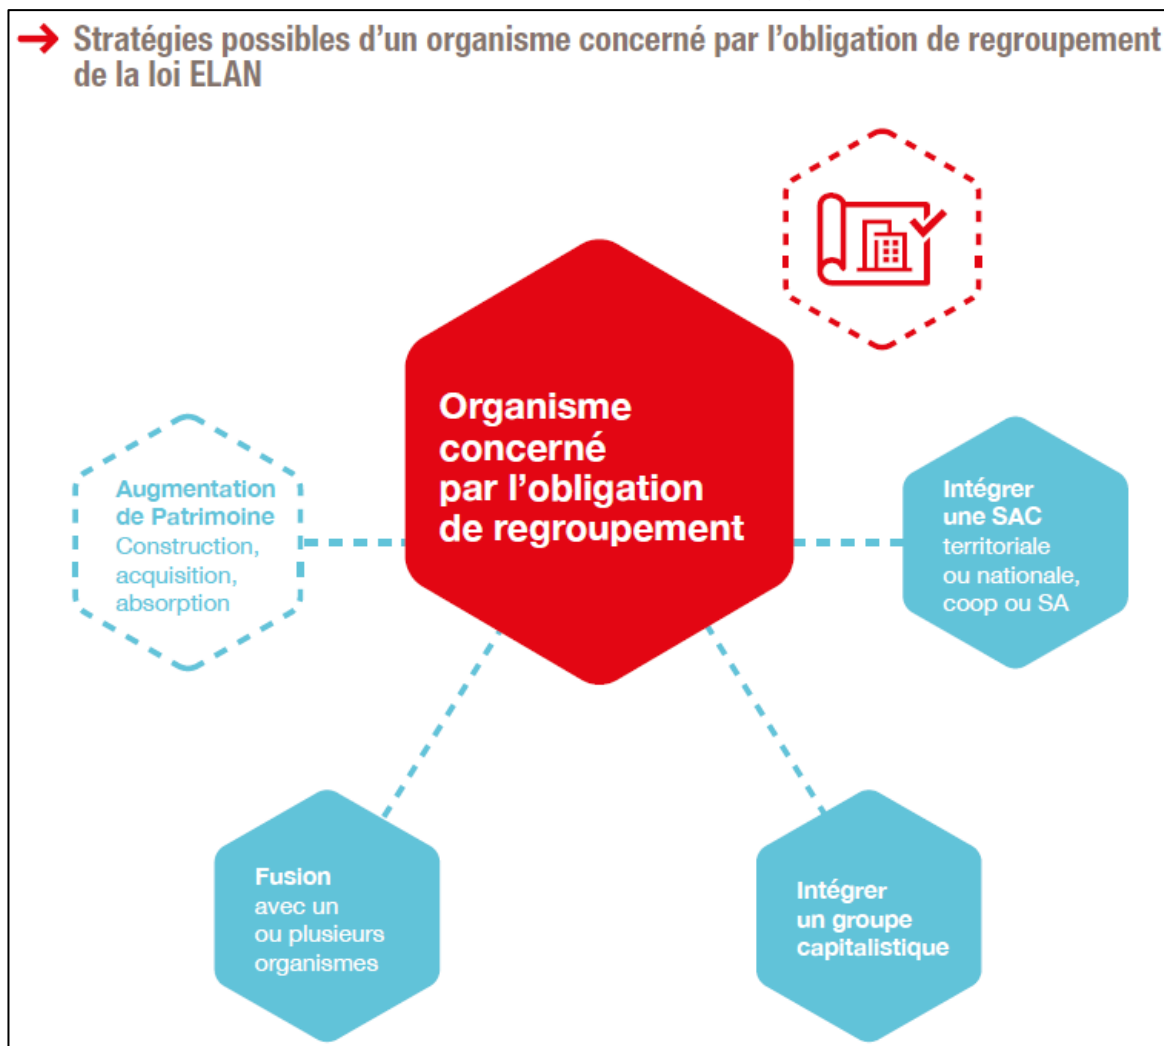 Stratégies possibles d’un organisme concerné par l’obligation de regroupement
de la loi ELAN
Organisme
concerné
par l’obligation
de regroupement
Augmentation
de Patrimoine
Construction,
acquisition,
absorption
Intégrer
une SAC
territoriale
ou nationale,
coop ou SA
Fusion
avec un
ou plusieurs
organismes
Intégrer
un groupe
capitalistique